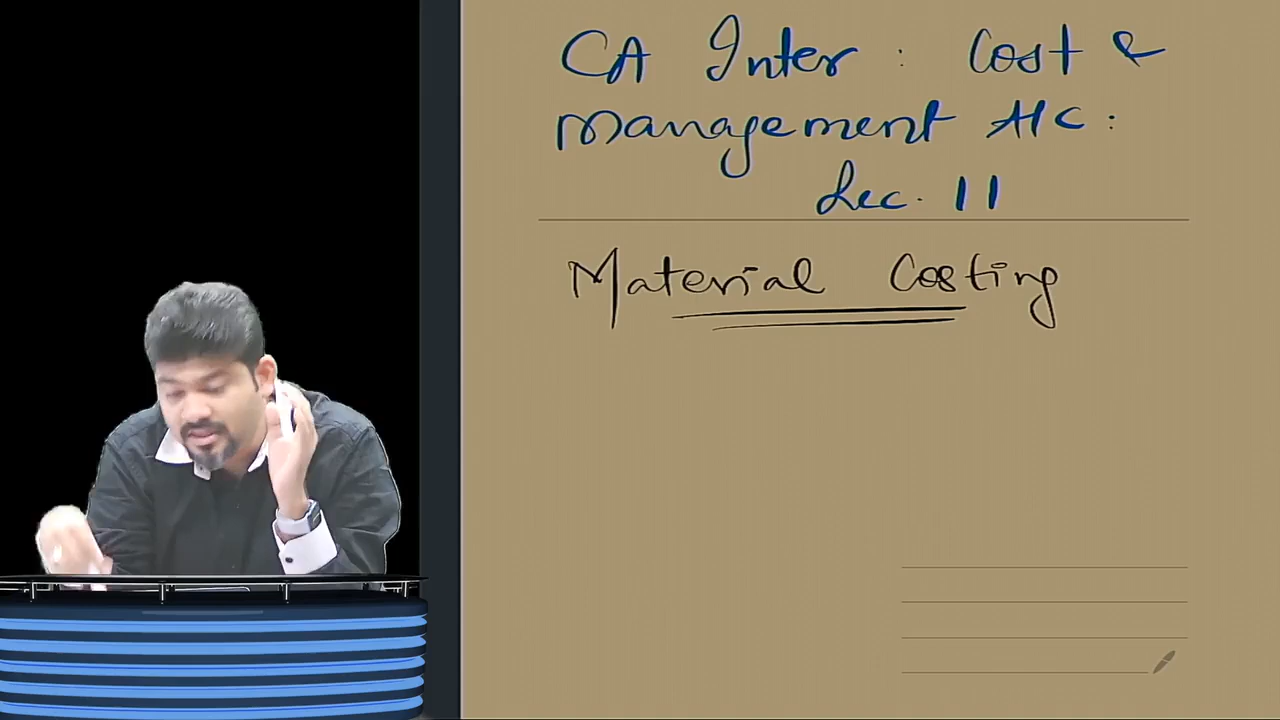 CA Inter : Cost &
Management A/c :
Lec. 11
Material Costing